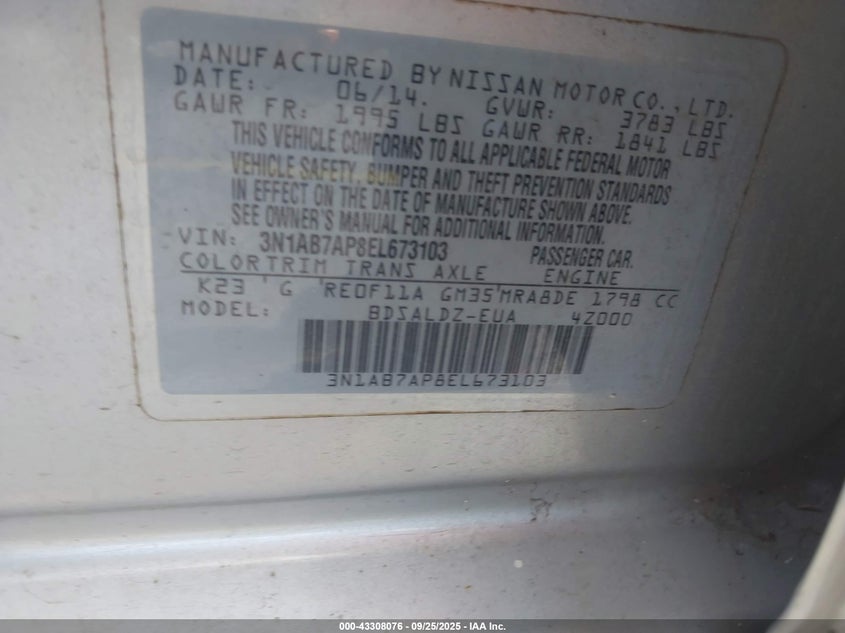 MANUFACTURED BY NISSAN MOTOR CO., LTD.
DATE: 06/14. GVWR: 3783 LBS
GAWR FR: 1995 LBS GAWR RR: 1841 LBS
THIS VEHICLE CONFORMS TO ALL APPLICABLE FEDERAL MOTOR
VEHICLE SAFETY, BUMPER AND THEFT PREVENTION STANDARDS
IN EFFECT ON THE DATE OF MANUFACTURE SHOWN ABOVE.
SEE OWNER'S MANUAL FOR ADDITIONAL INFORMATION.
VIN: 3N1AB7AP8EL673103 PASSENGER CAR.
COLOR TRIM TRANS AXLE ENGINE
K23 G RE0F11A GM35 MRA8DE 1798 CC
MODEL: BDSALDZ-EUA 4Z000
3N1AB7AP8EL673103
000-43308076 - 09/25/2025 - IAA Inc.